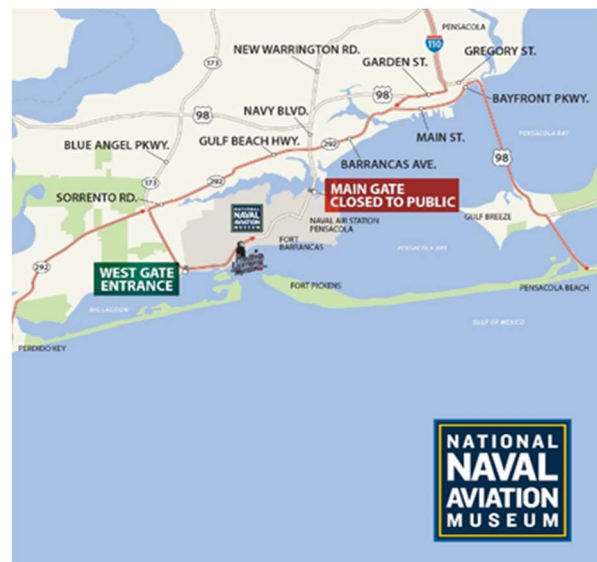 PENSACOLA
110
NEW WARRINGTON RD.
GREGORY ST.
GARDEN ST.
173
98
BAYFRONT PKWY.
98
NAVY BLVD.
MAIN ST.
PENSACOLA BAY
BLUE ANGEL PKWY.
GULF BEACH HWY.
292
98
BARRANCAS AVE.
292
173
MAIN GATE
CLOSED TO PUBLIC
SORRENTO RD.
NATIONAL
NAVAL
AVIATION
MUSEUM
NAVAL AIR STATION
PENSACOLA
GULF BREEZE
FORT
BARRANCAS
PENSACOLA BAY
292
WEST GATE
ENTRANCE
FORT PICKENS
PENSACOLA BEACH
BIG LAGOON
GULF OF MEXICO
PERDIDO KEY
NATIONAL
NAVAL
AVIATION
MUSEUM